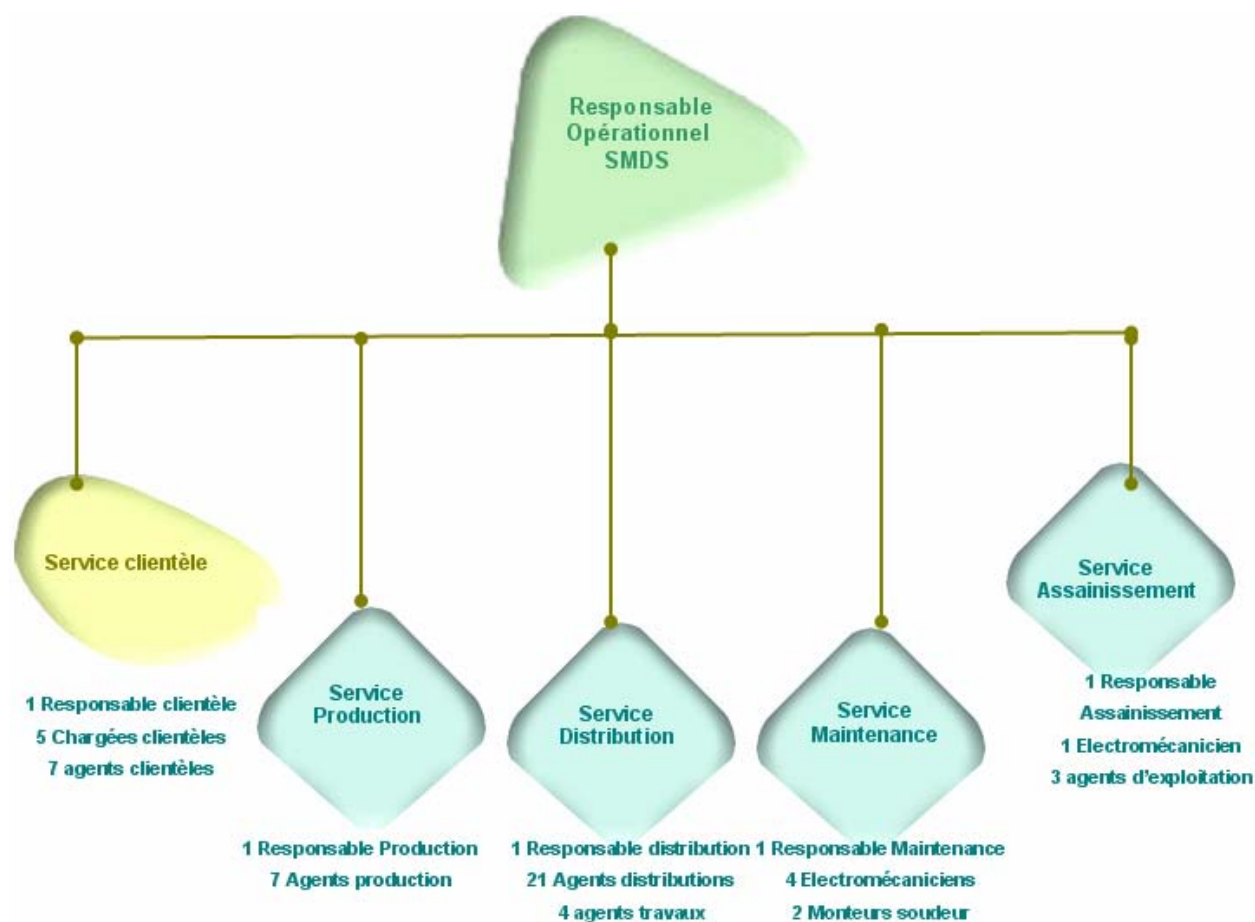 Responsable
Opérationnel
SMDS
Service clientèle
1 Responsable clientèle
5 Chargées clientèles
7 agents clientèles
Service
Production
1 Responsable Production
7 Agents production
Service
Distribution
1 Responsable distribution
21 Agents distributions
4 agents travaux
Service
Maintenance
1 Responsable Maintenance
4 Electromécaniciens
2 Monteurs soudeur
Service
Assainissement
1 Responsable
Assainissement
1 Electromécanicien
3 agents d'exploitation